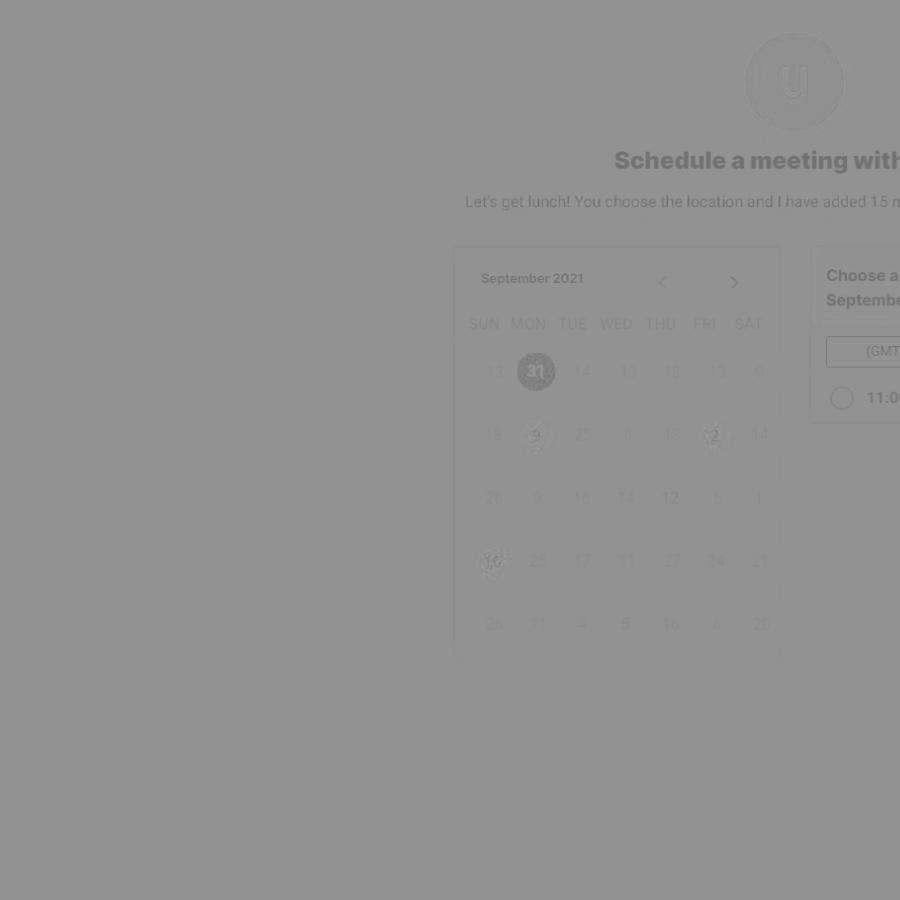 u
Schedule a meeting with
Let's get lunch! You choose the location and I have added 15 m
September 2021
SUN MON TUE WED THU FRI SAT
13 31 14 13 18 13 9
19 9 25 6 18 2 14
26 9 16 14 12 6 1
16 25 17 11 27 24 21
26 31 4 5 16 8 20
Choose a
Septembe
(GMT
11:0